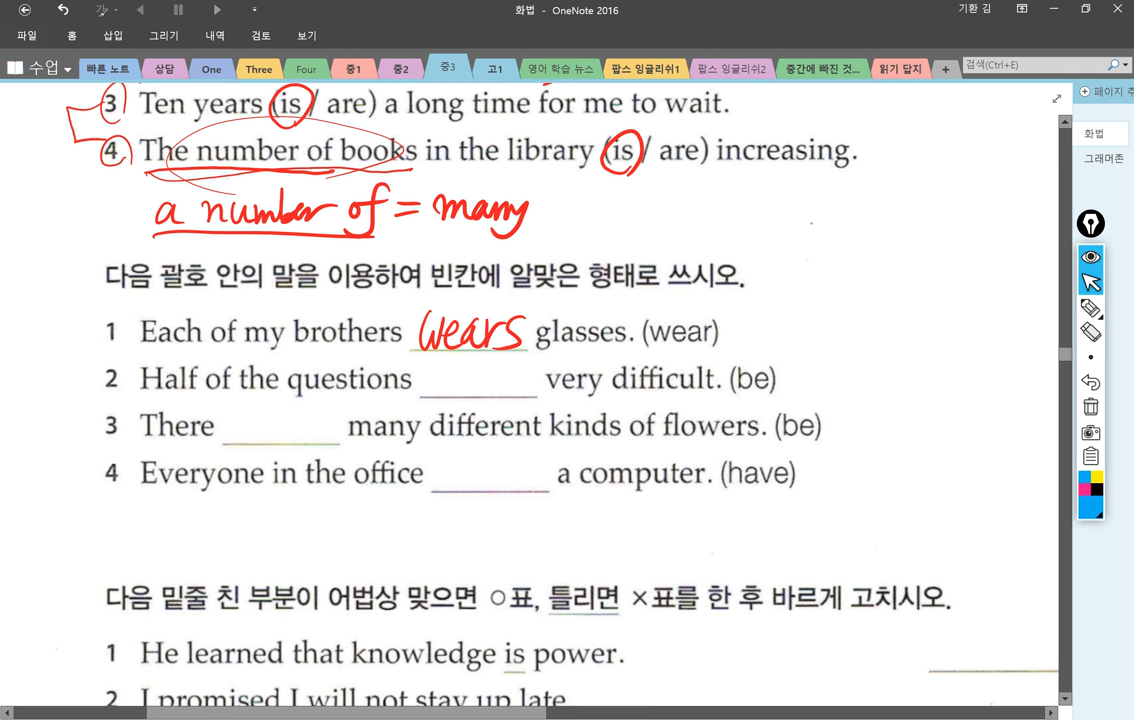 화법 - OneNote 2016
기환 김
파일 홈 삽입 그리기 내역 검토 보기
수업 빠른 노트 상담 One Three Four 중1 중2 중3 고1 영어 학습 뉴스 팝스 잉글리쉬1 팝스 잉글리쉬2 중간에 빠진 것... 읽기 답지 + 검색(Ctrl+E)
페이지 추
화법
그래머존
3 Ten years (is / are) a long time for me to wait.
4 The number of books in the library (is / are) increasing.
a number of = many
다음 괄호 안의 말을 이용하여 빈칸에 알맞은 형태로 쓰시오.
1 Each of my brothers wears glasses. (wear)
2 Half of the questions very difficult. (be)
3 There many different kinds of flowers. (be)
4 Everyone in the office a computer. (have)
다음 밑줄 친 부분이 어법상 맞으면 ○표, 틀리면 ×표를 한 후 바르게 고치시오.
1 He learned that knowledge is power.
2 I promised I will not stay up late